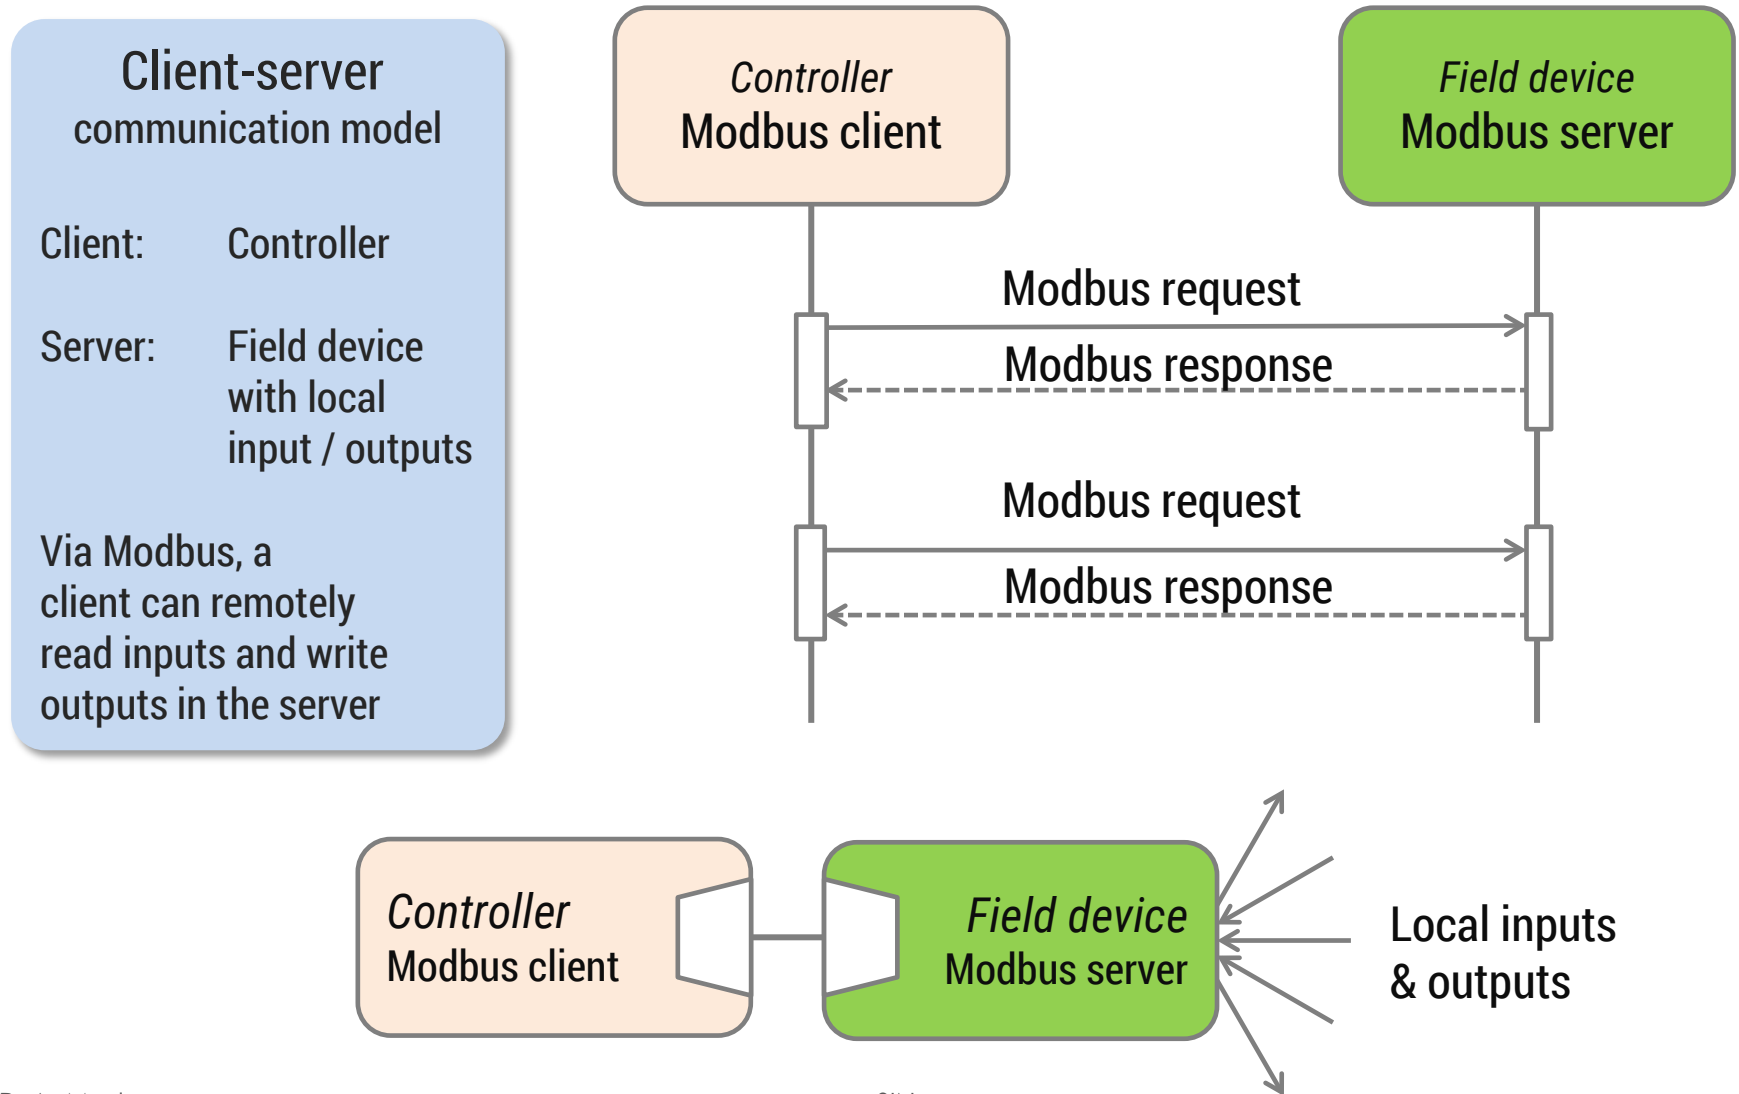 Client-server
communication model
Client: Controller
Server: Field device
with local
input / outputs
Via Modbus, a
client can remotely
read inputs and write
outputs in the server
Controller
Modbus client
Field device
Modbus server
Modbus request
Modbus response
Modbus request
Modbus response
Controller
Modbus client
Field device
Modbus server
Local inputs
& outputs